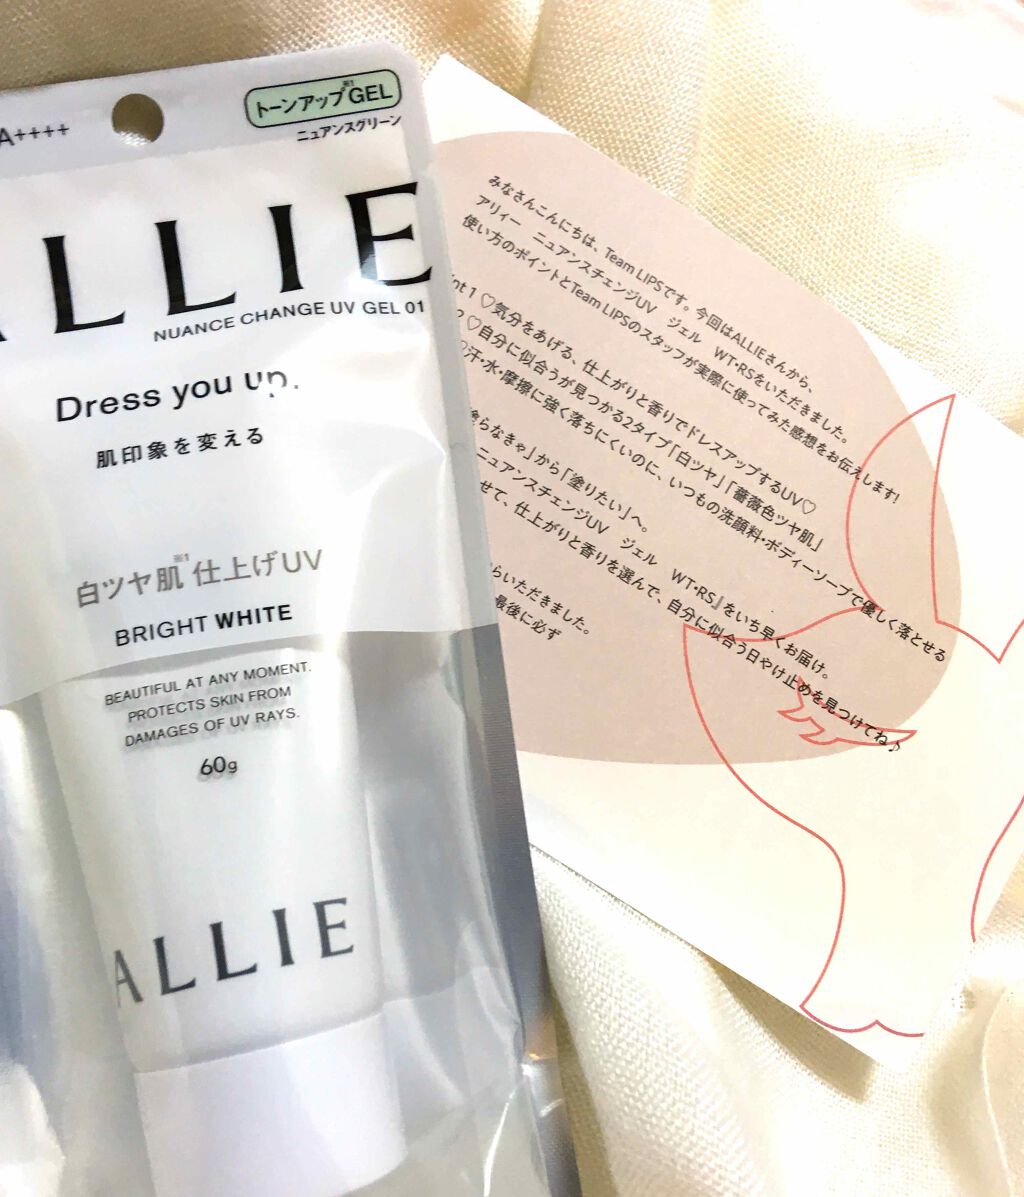 A++++
※1
トーンアップGEL
ニュアンスグリーン
ALLIE
NUANCE CHANGE UV GEL 01
Dress you up.
肌印象を変える
※1
白ツヤ肌 仕上げUV
BRIGHT WHITE
BEAUTIFUL AT ANY MOMENT.
PROTECTS SKIN FROM
DAMAGES OF UV RAYS.
60g
ALLIE
みなさんこんにちは、Team LIPSです。今回はALLIEさんから、
アリィー ニュアンスチェンジUV ジェル WT・RSをいただきました。
使い方のポイントとTeam LIPSのスタッフが実際に使ってみた感想をお伝えします!
int 1 ♡気分をあげる、仕上がりと香りでドレスアップするUV♡
♡自分に似合うが見つかる2タイプ「白ツヤ」「薔薇色ツヤ肌」
汗・水・摩擦に強く落ちにくいのに、いつもの洗顔料・ボディーソープで優しく落とせる
塗らなきゃ」から「塗りたい」へ。
ニュアンスチェンジUV ジェル WT・RS』をいち早くお届け。
せて、仕上がりと香りを選んで、自分に似合う日やけ止めを見つけてね♪
らいただきました。
最後に必ず